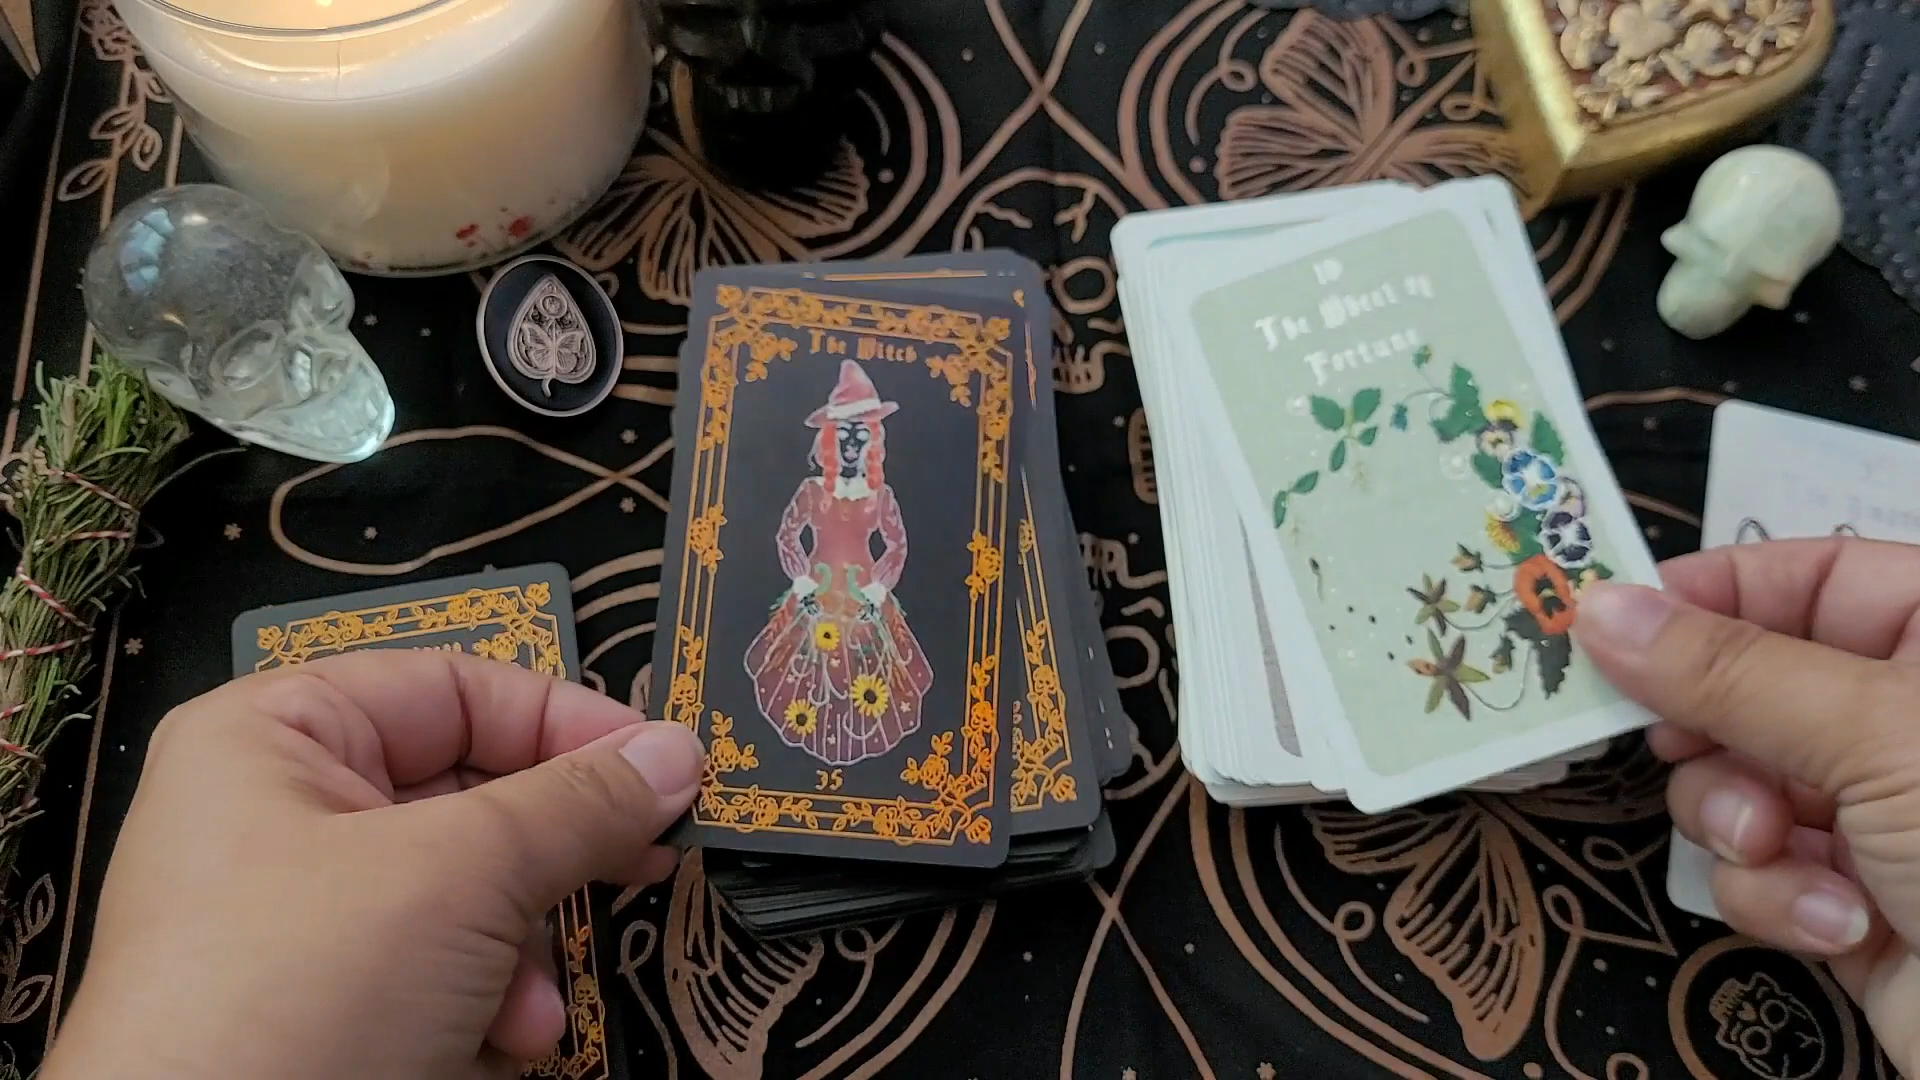 The Witch
35
10
The Wheel of
Fortune